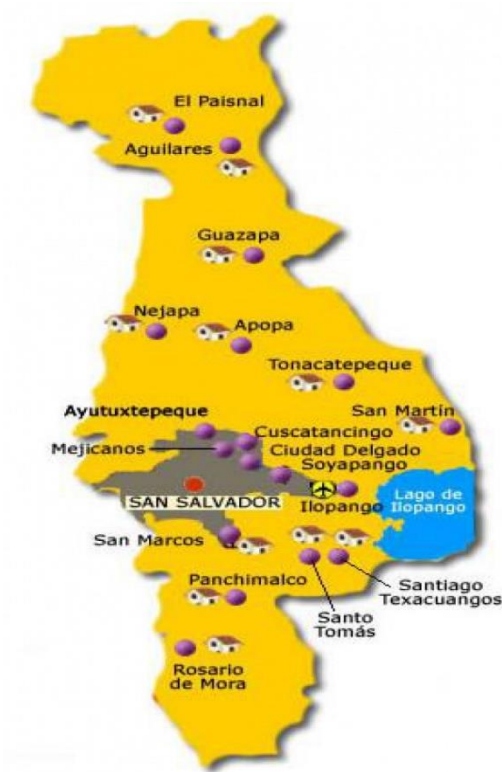 El Paisnal
Aguilares
Guazapa
Nejapa
Apopa
Tonacatepeque
San Martín
Ayutuxtepeque
Cuscatancingo
Mejicanos
Ciudad Delgado
Soyapango
SAN SALVADOR
Ilopango
Lago de
Ilopango
San Marcos
Panchimalco
Santiago
Texacuangos
Santo
Tomás
Rosario
de Mora